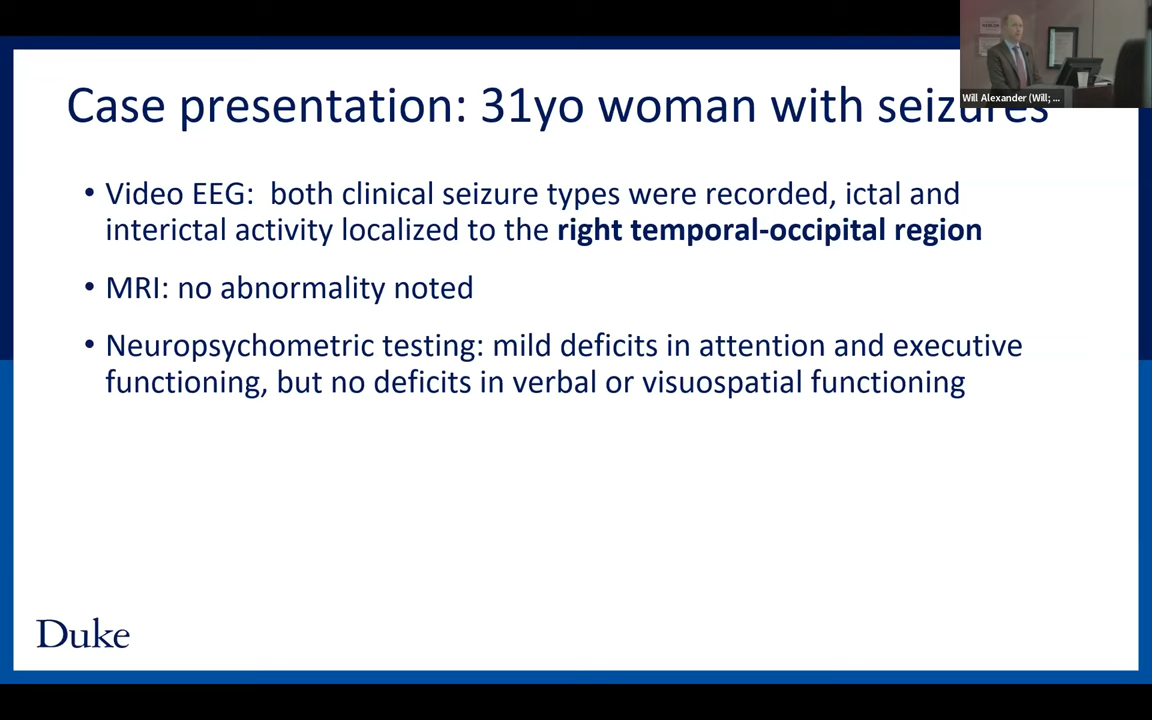 Case presentation: 31yo woman with seizures
Will Alexander (Will; ...
• Video EEG:  both clinical seizure types were recorded, ictal and
interictal activity localized to the right temporal-occipital region
• MRI: no abnormality noted
• Neuropsychometric testing: mild deficits in attention and executive
functioning, but no deficits in verbal or visuospatial functioning
Duke